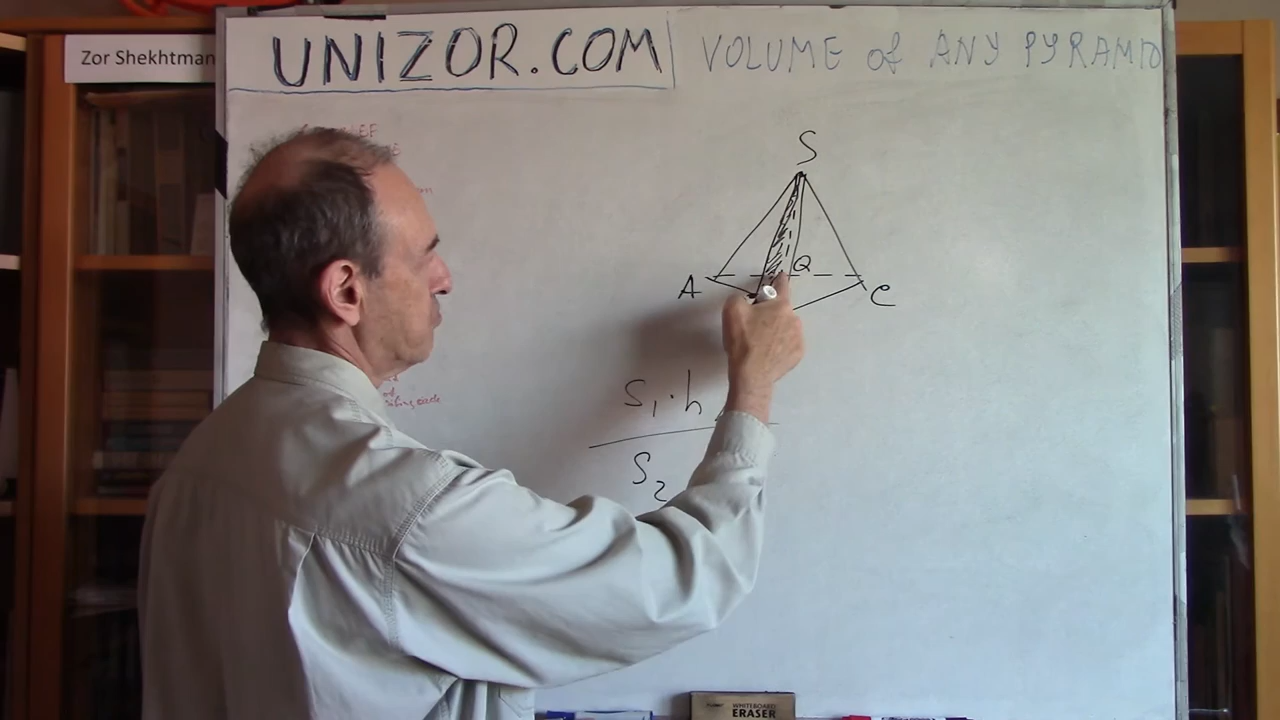 Zor Shekhtman
UNIZOR.COM
VOLUME of ANY PYRAMID
S
A
Q
C
S₁·h
S₂
WHITEBOARD
ERASER